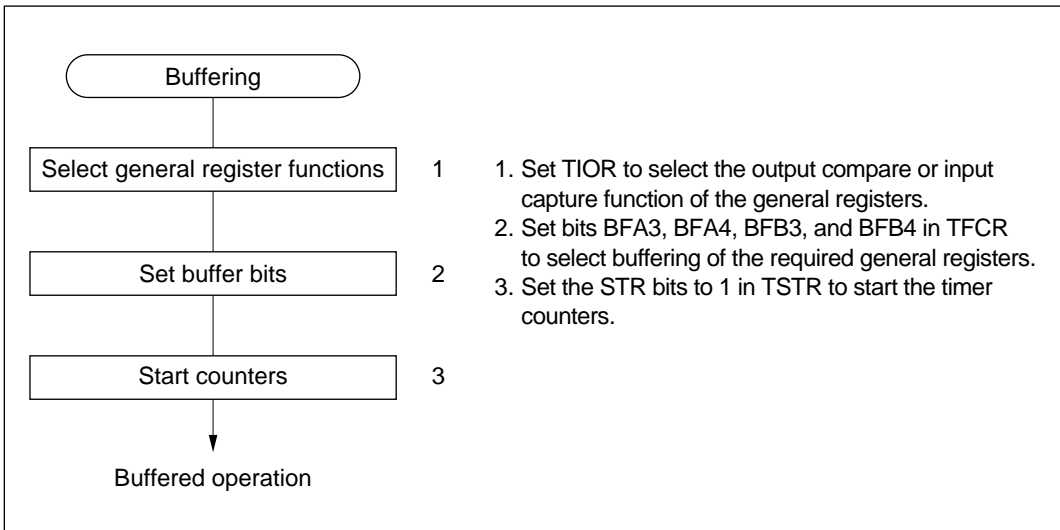 Buffering
Select general register functions 1
Set buffer bits 2
Start counters 3
Buffered operation
1. Set TIOR to select the output compare or input
capture function of the general registers.
2. Set bits BFA3, BFA4, BFB3, and BFB4 in TFCR
to select buffering of the required general registers.
3. Set the STR bits to 1 in TSTR to start the timer
counters.